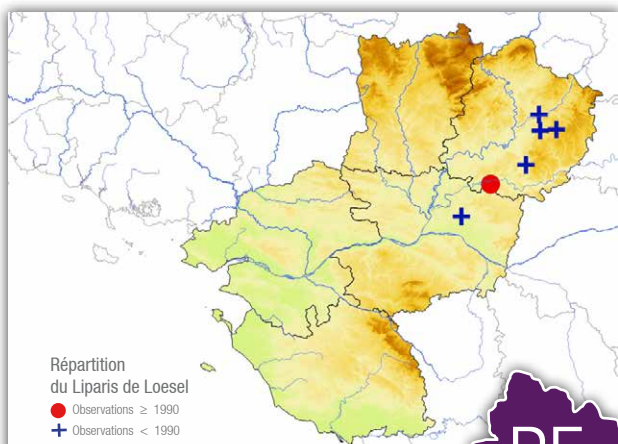 Répartition
du Liparis de Loesel
Observations ≥ 1990
Observations < 1990